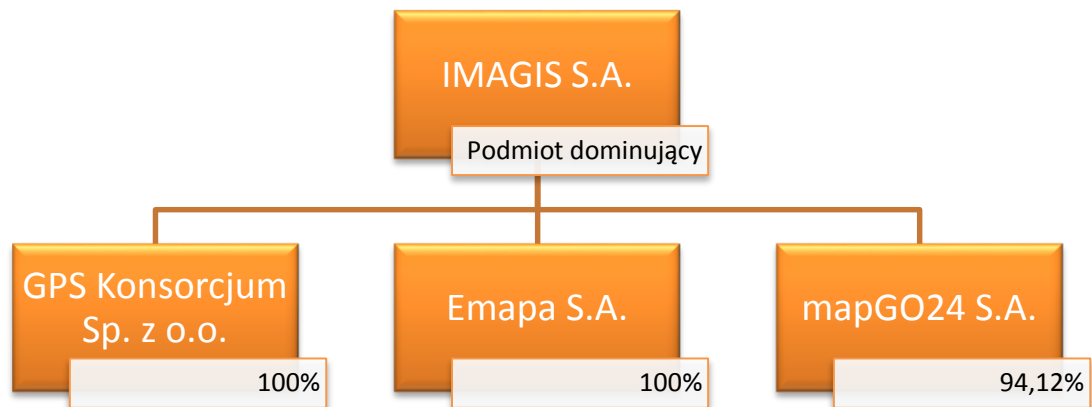 IMAGIS S.A.
Podmiot dominujący
GPS Konsorcjum
Sp. z o.o.
100%
Emapa S.A.
100%
mapGO24 S.A.
94,12%